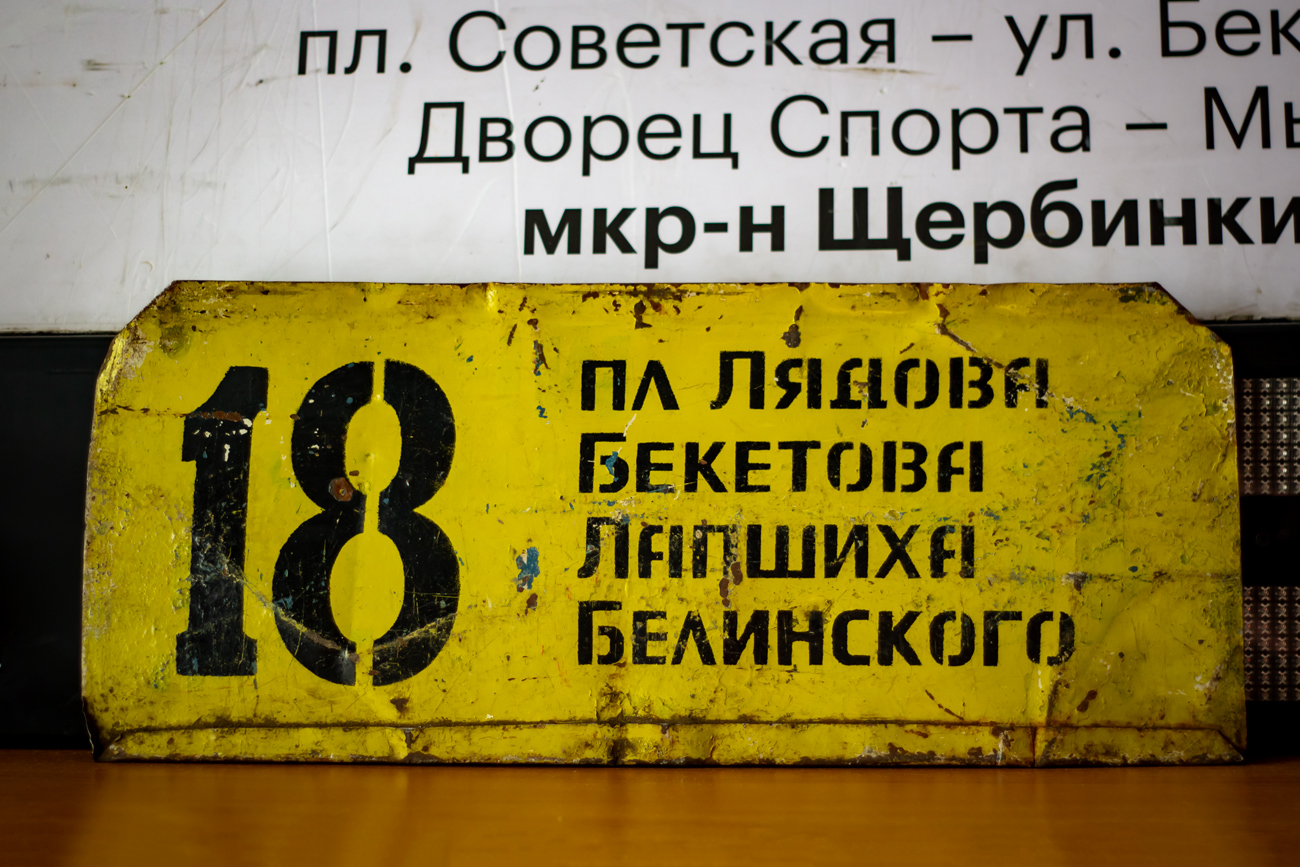 пл. Советская – ул. Бек
Дворец Спорта – Мы
мкр-н Щербинки
18
пл Лядова
Бекетова
Лапшиха
Белинского